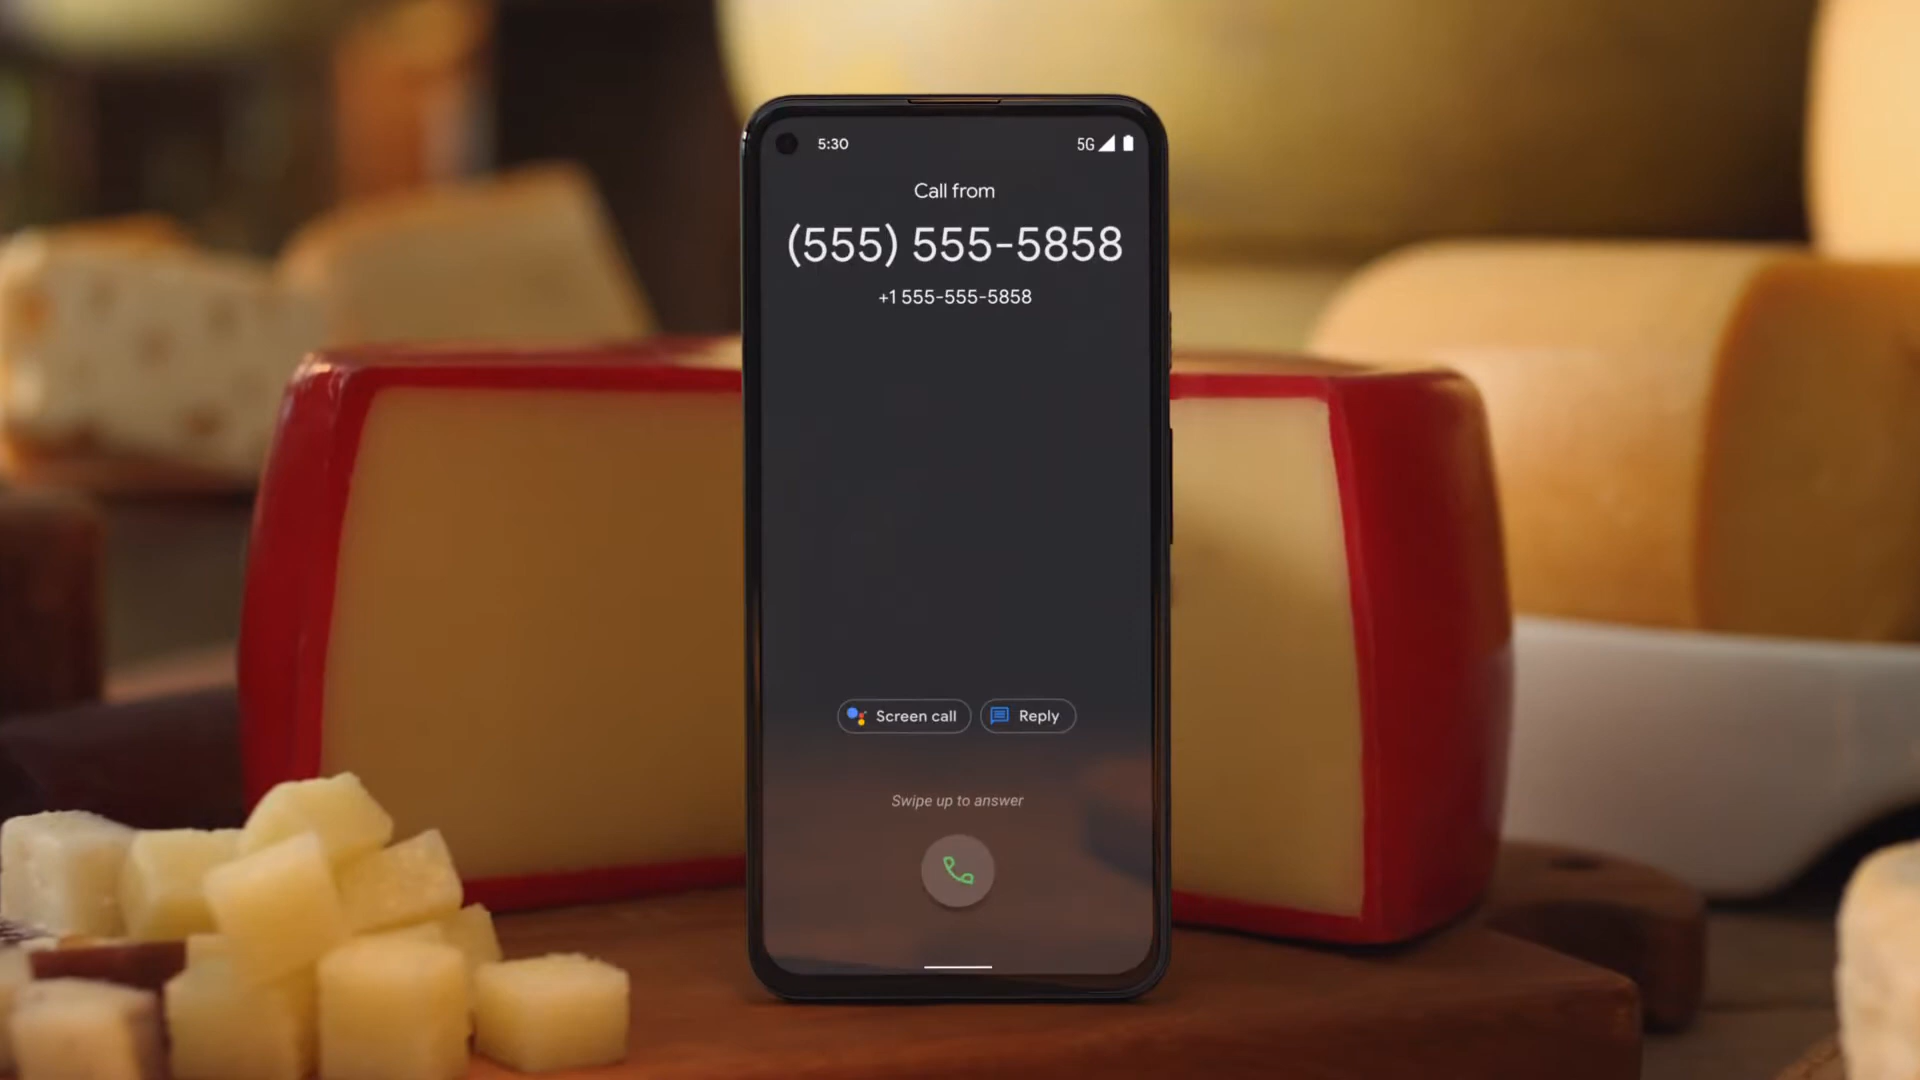 5:30
5G
Call from
(555) 555-5858
+1 555-555-5858
Screen call
Reply
Swipe up to answer